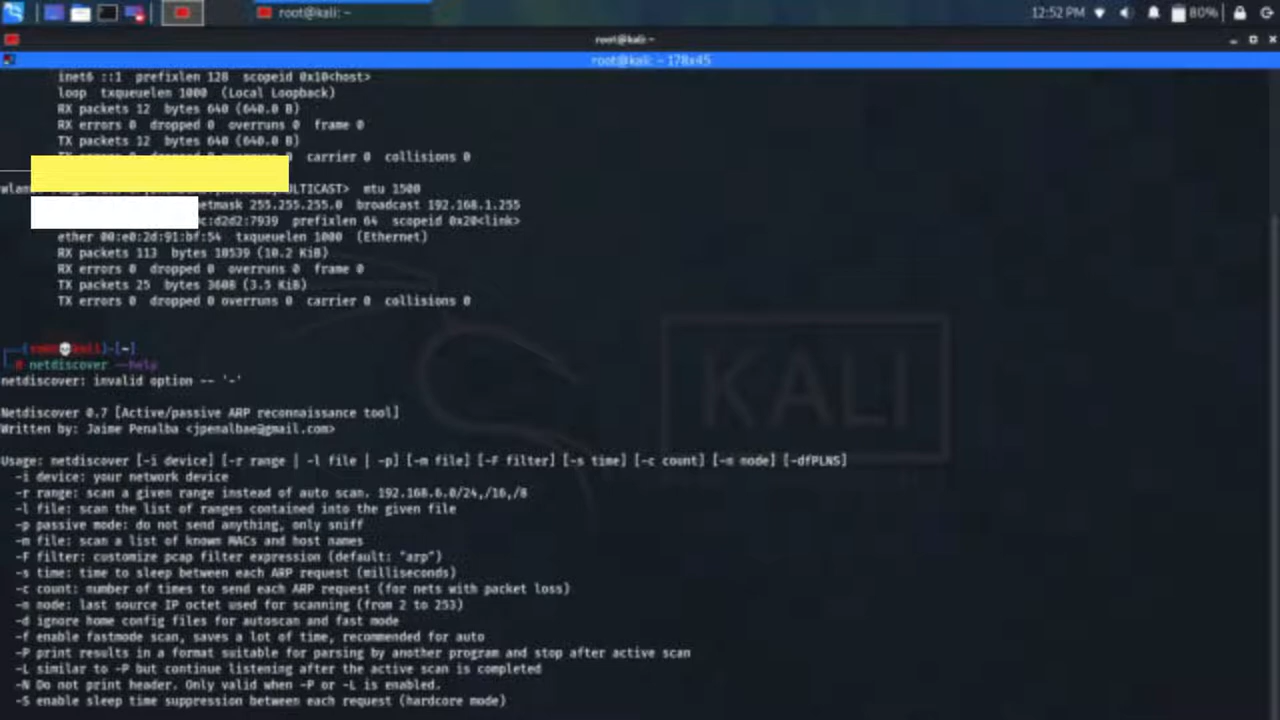 root@kali: ~
12:52 PM
80%
root@kali: ~
root@kali: ~ 178x45
inet6 ::1 prefixlen 128 scopeid 0x10<host>
loop txqueuelen 1000 (Local Loopback)
RX packets 12 bytes 640 (640.0 B)
RX errors 0 dropped 0 overruns 0 frame 0
TX packets 12 bytes 640 (640.0 B)
carrier 0 collisions 0
mtu 1500
etmask 255.255.255.0 broadcast 192.168.1.255
c:d2d2:7939 prefixlen 64 scopeid 0x20<link>
ether 00:e0:2d:91:bf:54 txqueuelen 1000 (Ethernet)
RX packets 113 bytes 10539 (10.2 KiB)
RX errors 0 dropped 0 overruns 0 frame 0
TX packets 25 bytes 3608 (3.5 KiB)
TX errors 0 dropped 0 overruns 0 carrier 0 collisions 0
KALI
(root💀kali)-[~]
# netdiscover --help
netdiscover: invalid option -- '-'
Netdiscover 0.7 [Active/passive ARP reconnaissance tool]
Written by: Jaime Penalba <jpenalbae@gmail.com>
Usage: netdiscover [-i device] [-r range | -l file | -p] [-m file] [-F filter] [-s time] [-c count] [-n node] [-dfPLNS]
-i device: your network device
-r range: scan a given range instead of auto scan. 192.168.6.0/24,/16,/8
-l file: scan the list of ranges contained into the given file
-p passive mode: do not send anything, only sniff
-m file: scan a list of known MACs and host names
-F filter: customize pcap filter expression (default: "arp")
-s time: time to sleep between each ARP request (milliseconds)
-c count: number of times to send each ARP request (for nets with packet loss)
-n node: last source IP octet used for scanning (from 2 to 253)
-d ignore home config files for autoscan and fast mode
-f enable fastmode scan, saves a lot of time, recommended for auto
-P print results in a format suitable for parsing by another program and stop after active scan
-L similar to -P but continue listening after the active scan is completed
-N Do not print header. Only valid when -P or -L is enabled.
-S enable sleep time suppression between each request (hardcore mode)